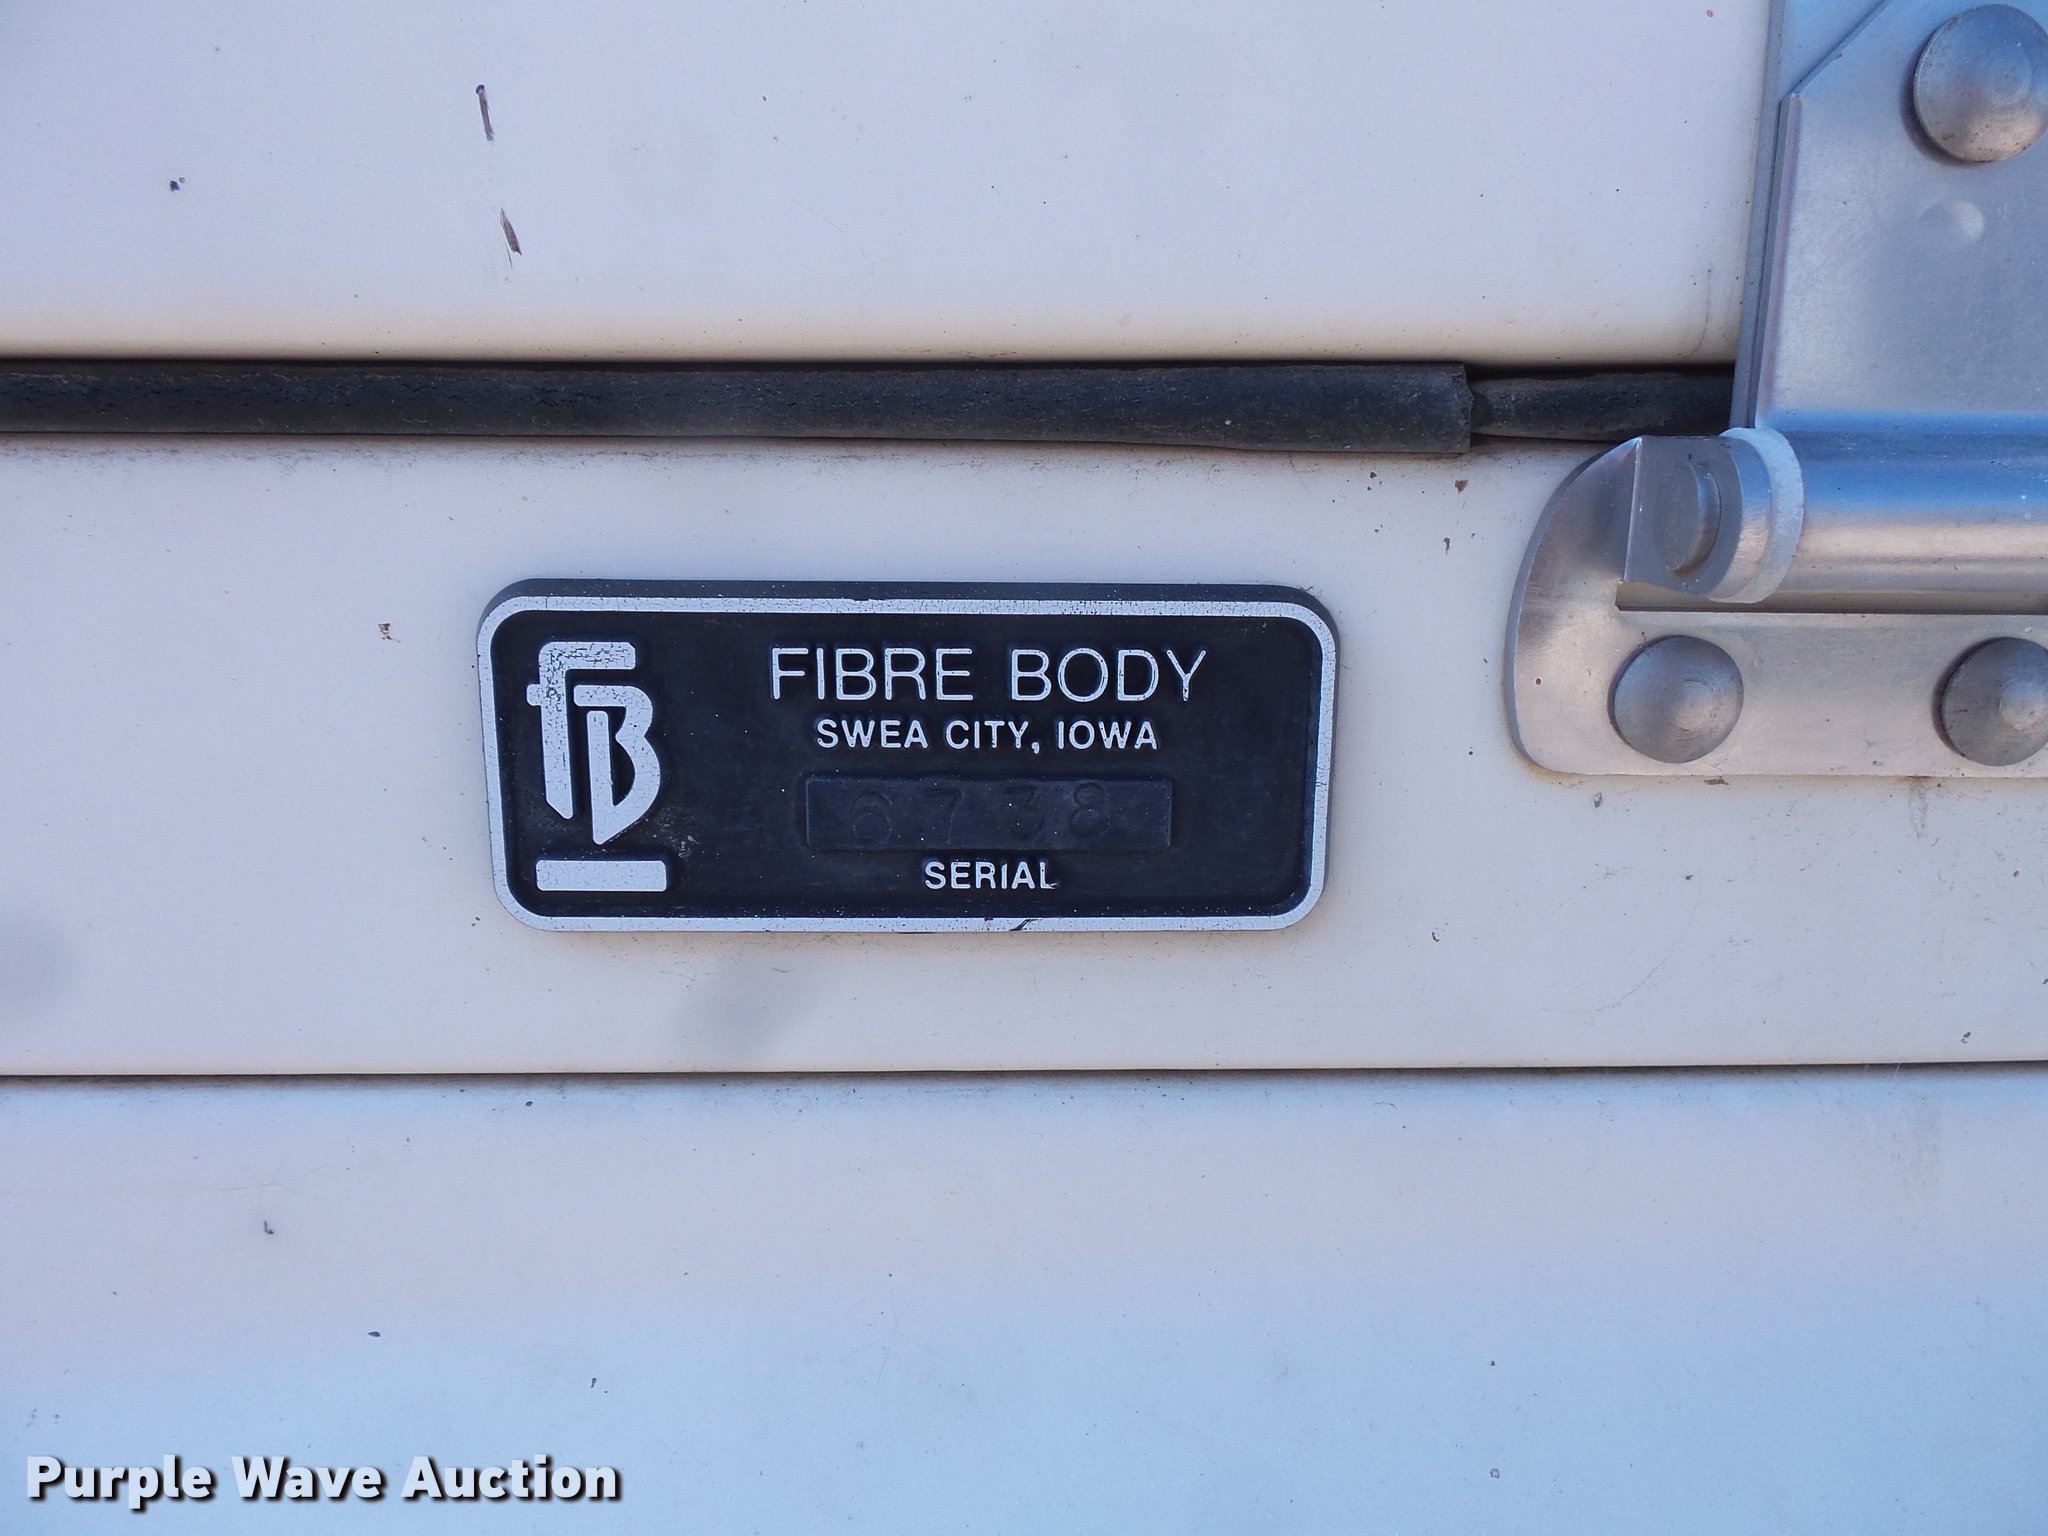 FB
FIBRE BODY
SWEA CITY, IOWA
6738
SERIAL
Purple Wave Auction